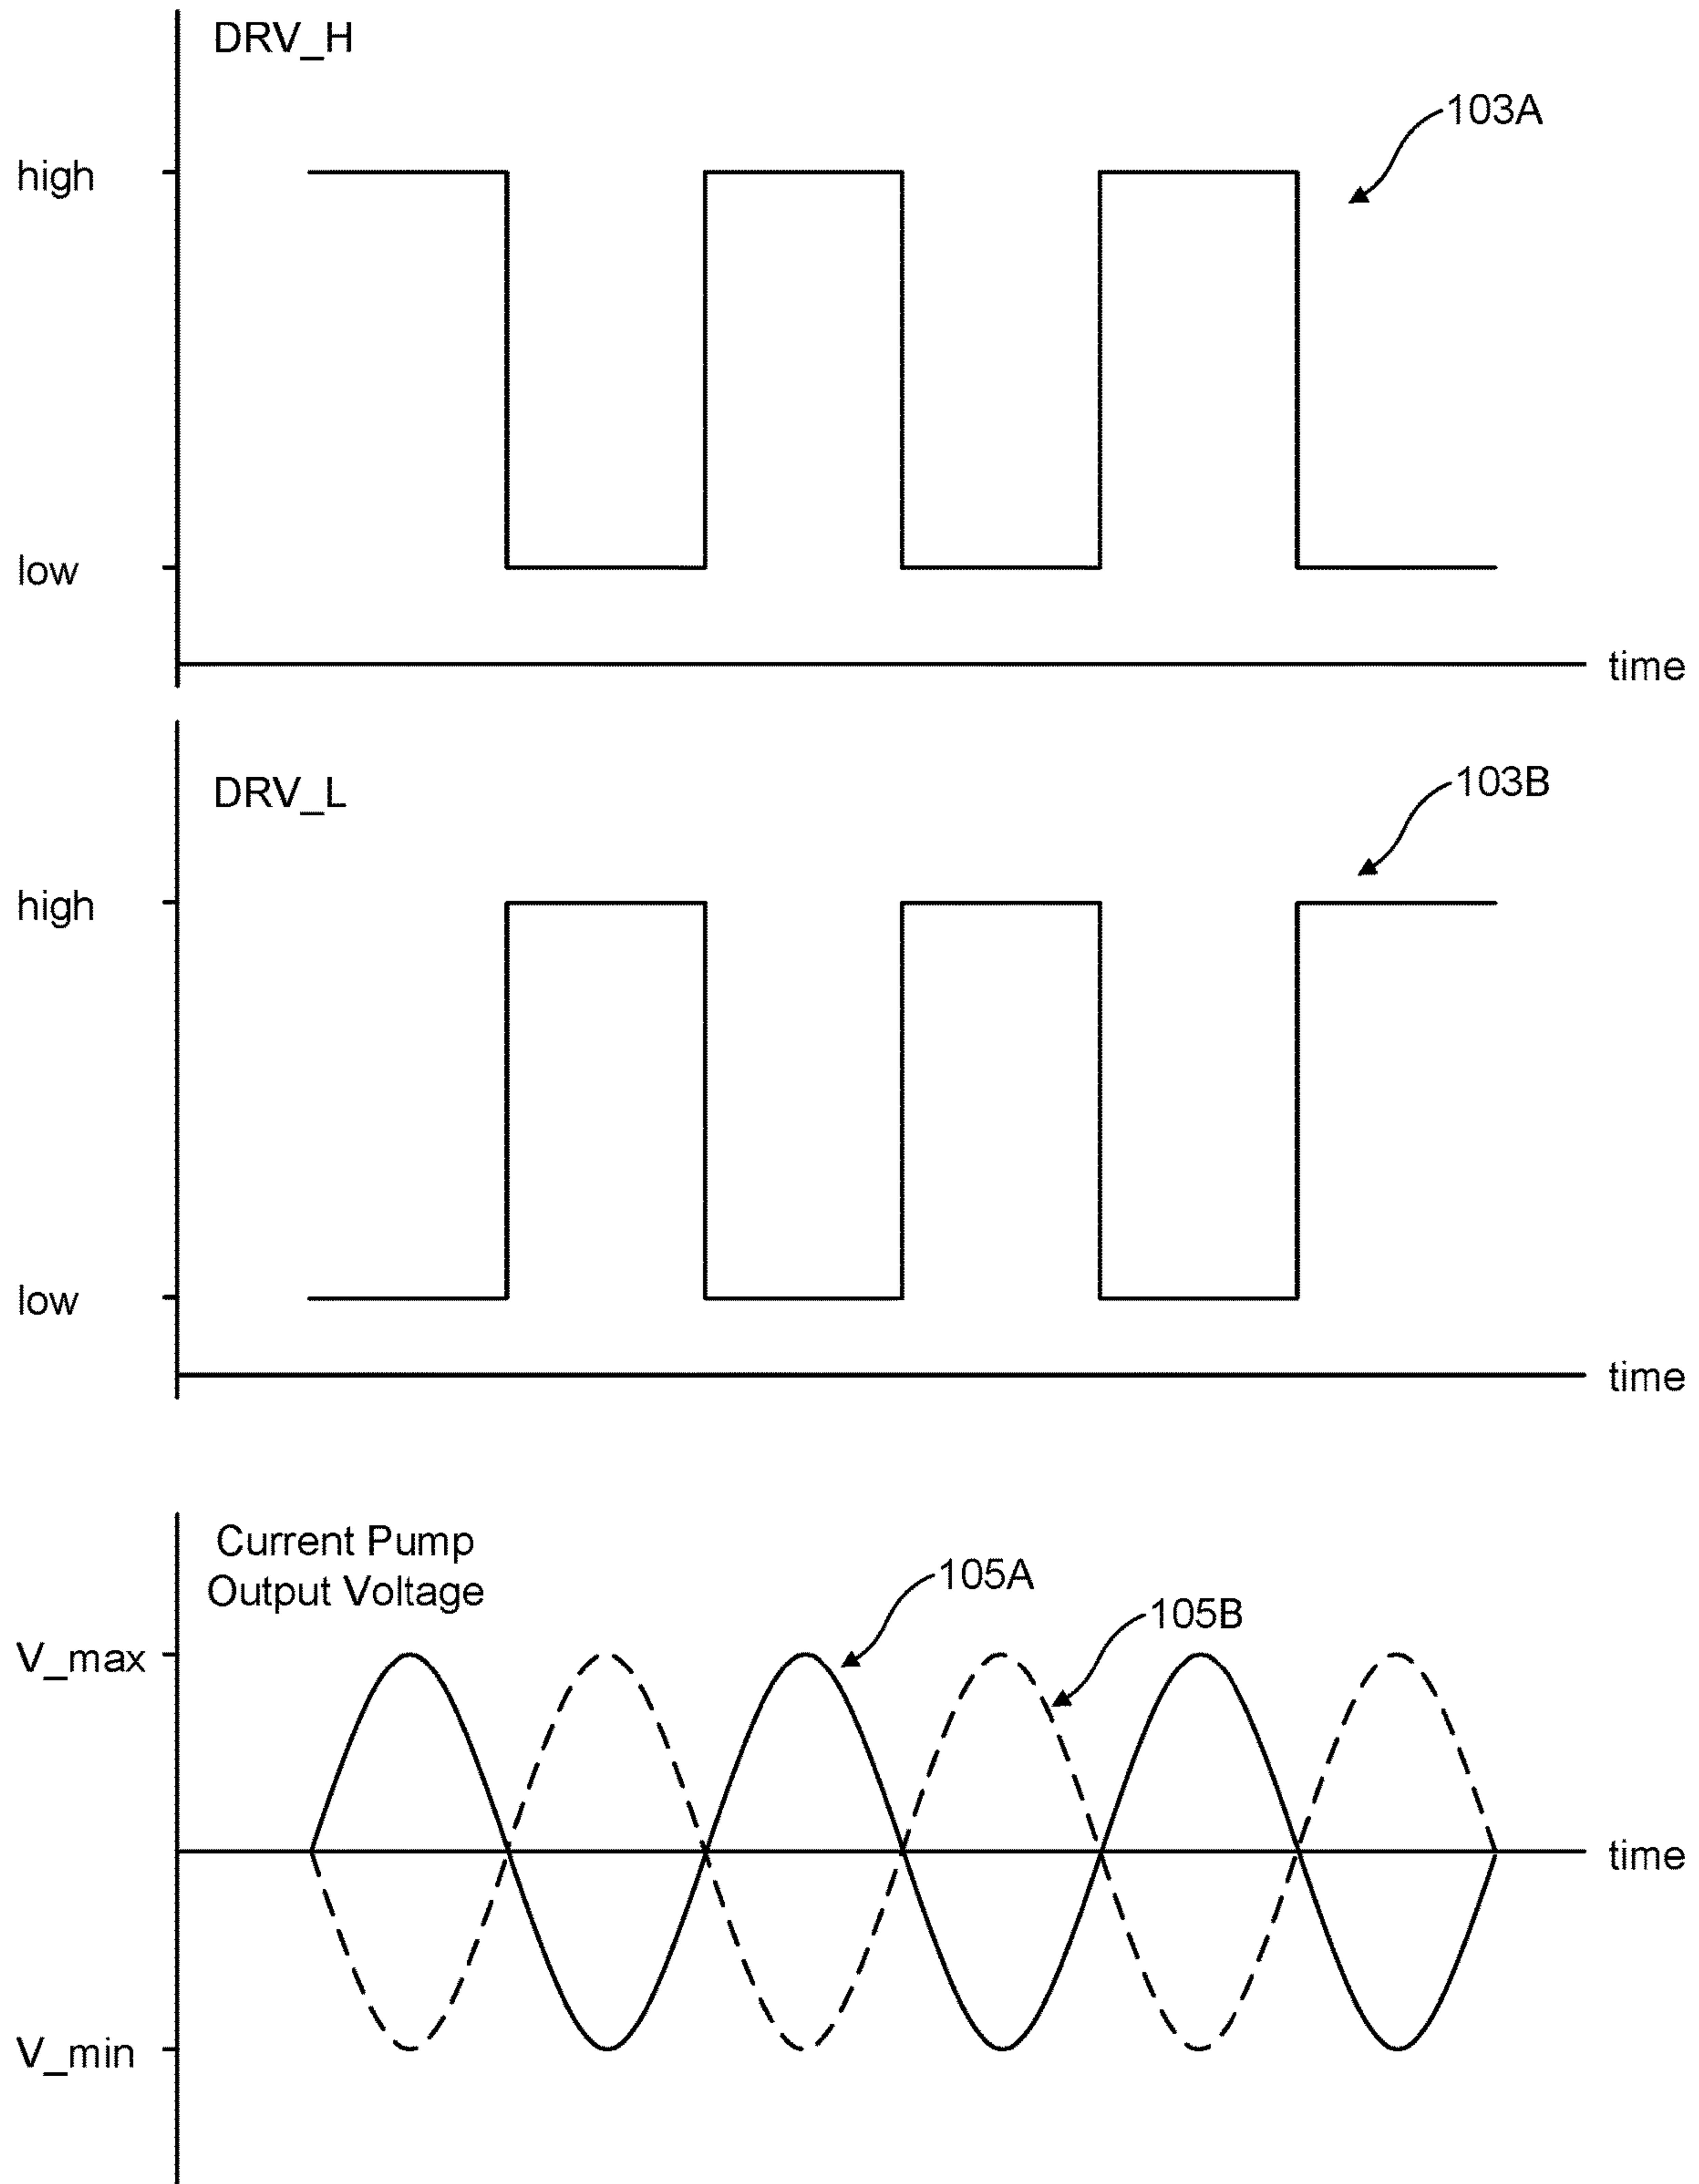 DRV_H
103A
high
low
time
DRV_L
103B
high
low
time
Current Pump
Output Voltage
105A
105B
V_max
time
V_min